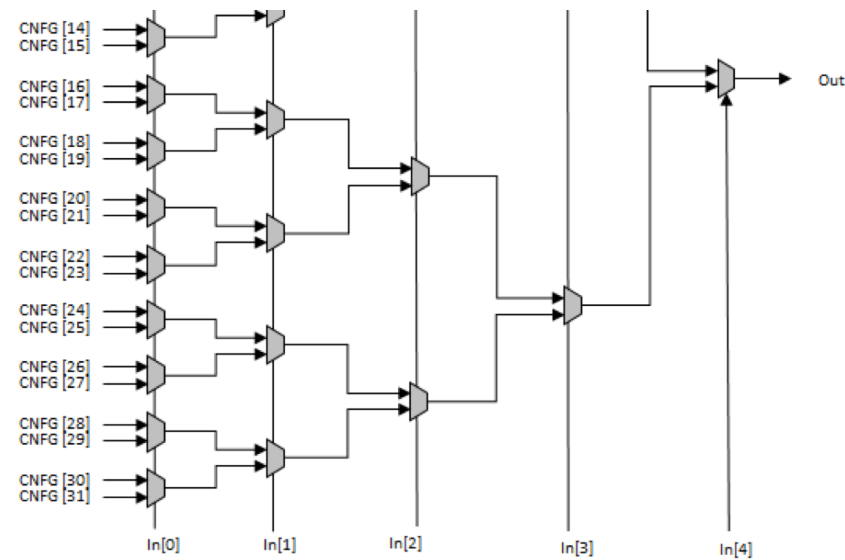 CNFG [14]
CNFG [15]
CNFG [16]
CNFG [17]
CNFG [18]
CNFG [19]
CNFG [20]
CNFG [21]
CNFG [22]
CNFG [23]
CNFG [24]
CNFG [25]
CNFG [26]
CNFG [27]
CNFG [28]
CNFG [29]
CNFG [30]
CNFG [31]
Out
In[0]
In[1]
In[2]
In[3]
In[4]